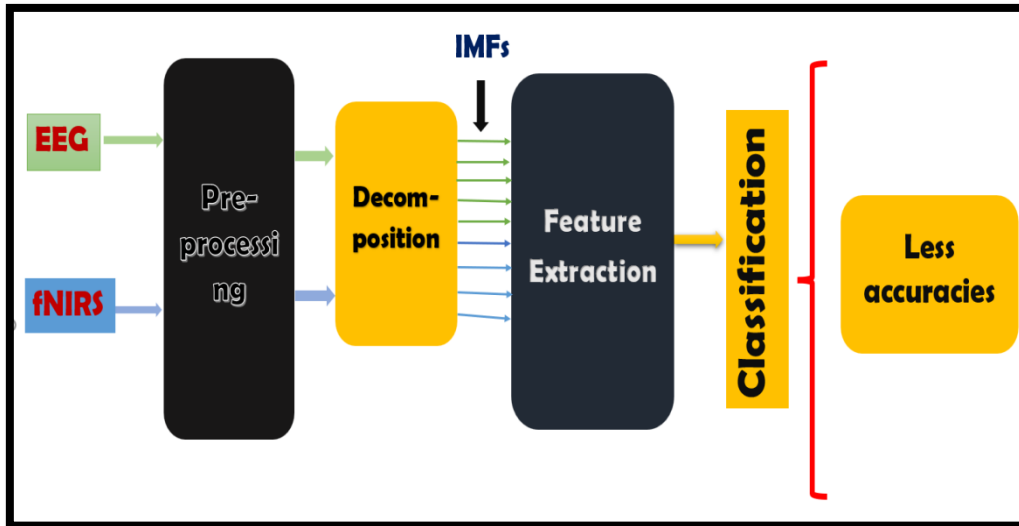 IMFs
EEG
fNIRS
Pre-
processi
ng
Decom-
position
Feature
Extraction
Classification
Less
accuracies